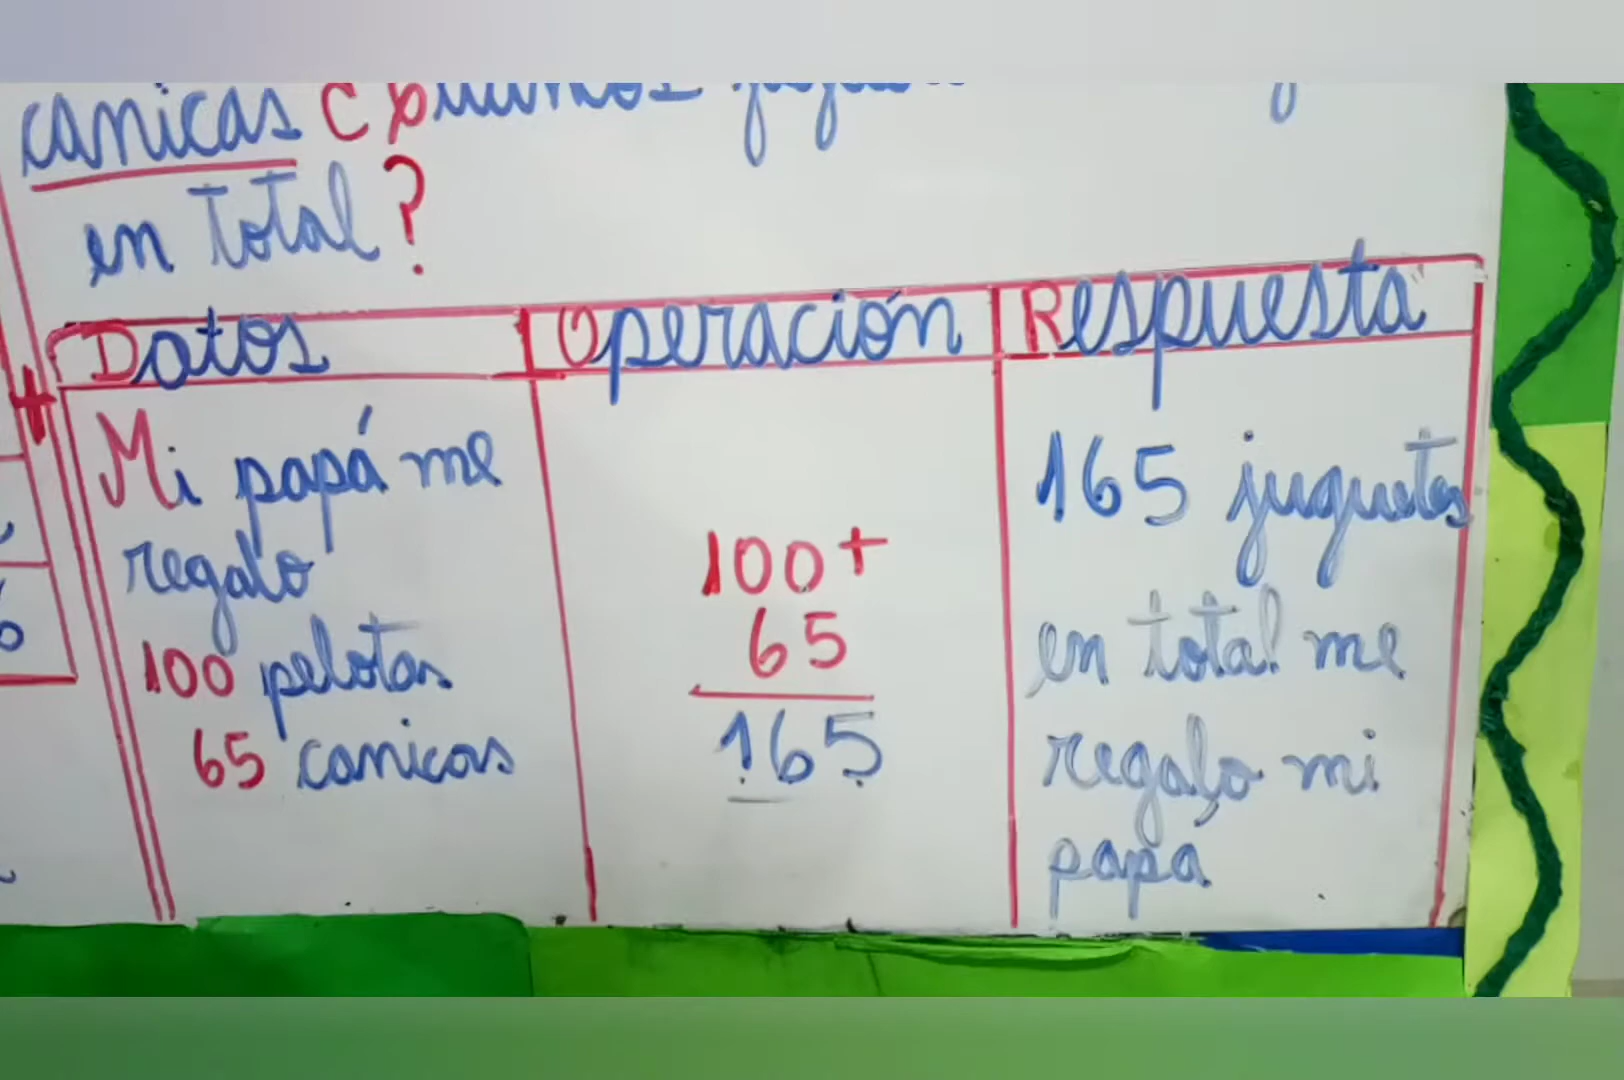 canicas
en total?
Datos
Operación
Respuesta
Mi papá me
regalo
100 pelotas
65 canicas
100+
65
165
165 juguetes
en total me
regalo mi
papá